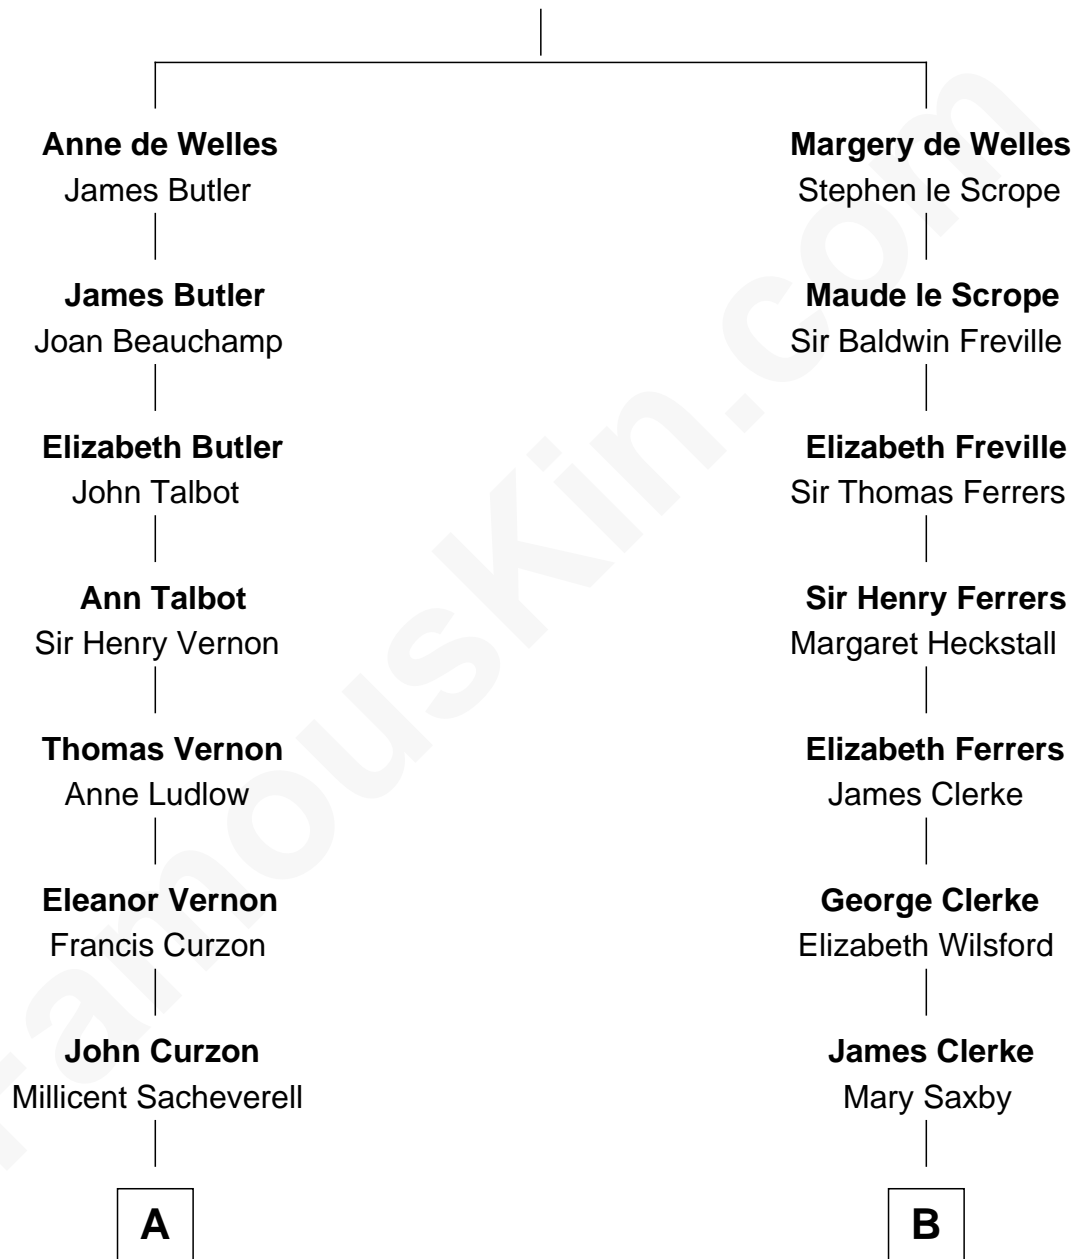 Anne de Welles
James Butler
James Butler
Joan Beauchamp
Elizabeth Butler
John Talbot
Ann Talbot
Sir Henry Vernon
Thomas Vernon
Anne Ludlow
Eleanor Vernon
Francis Curzon
John Curzon
Millicent Sacheverell
A
Margery de Welles
Stephen le Scrope
Maude le Scrope
Sir Baldwin Freville
Elizabeth Freville
Sir Thomas Ferrers
Sir Henry Ferrers
Margaret Heckstall
Elizabeth Ferrers
James Clerke
George Clerke
Elizabeth Wilsford
James Clerke
Mary Saxby
B
FamousKin.com